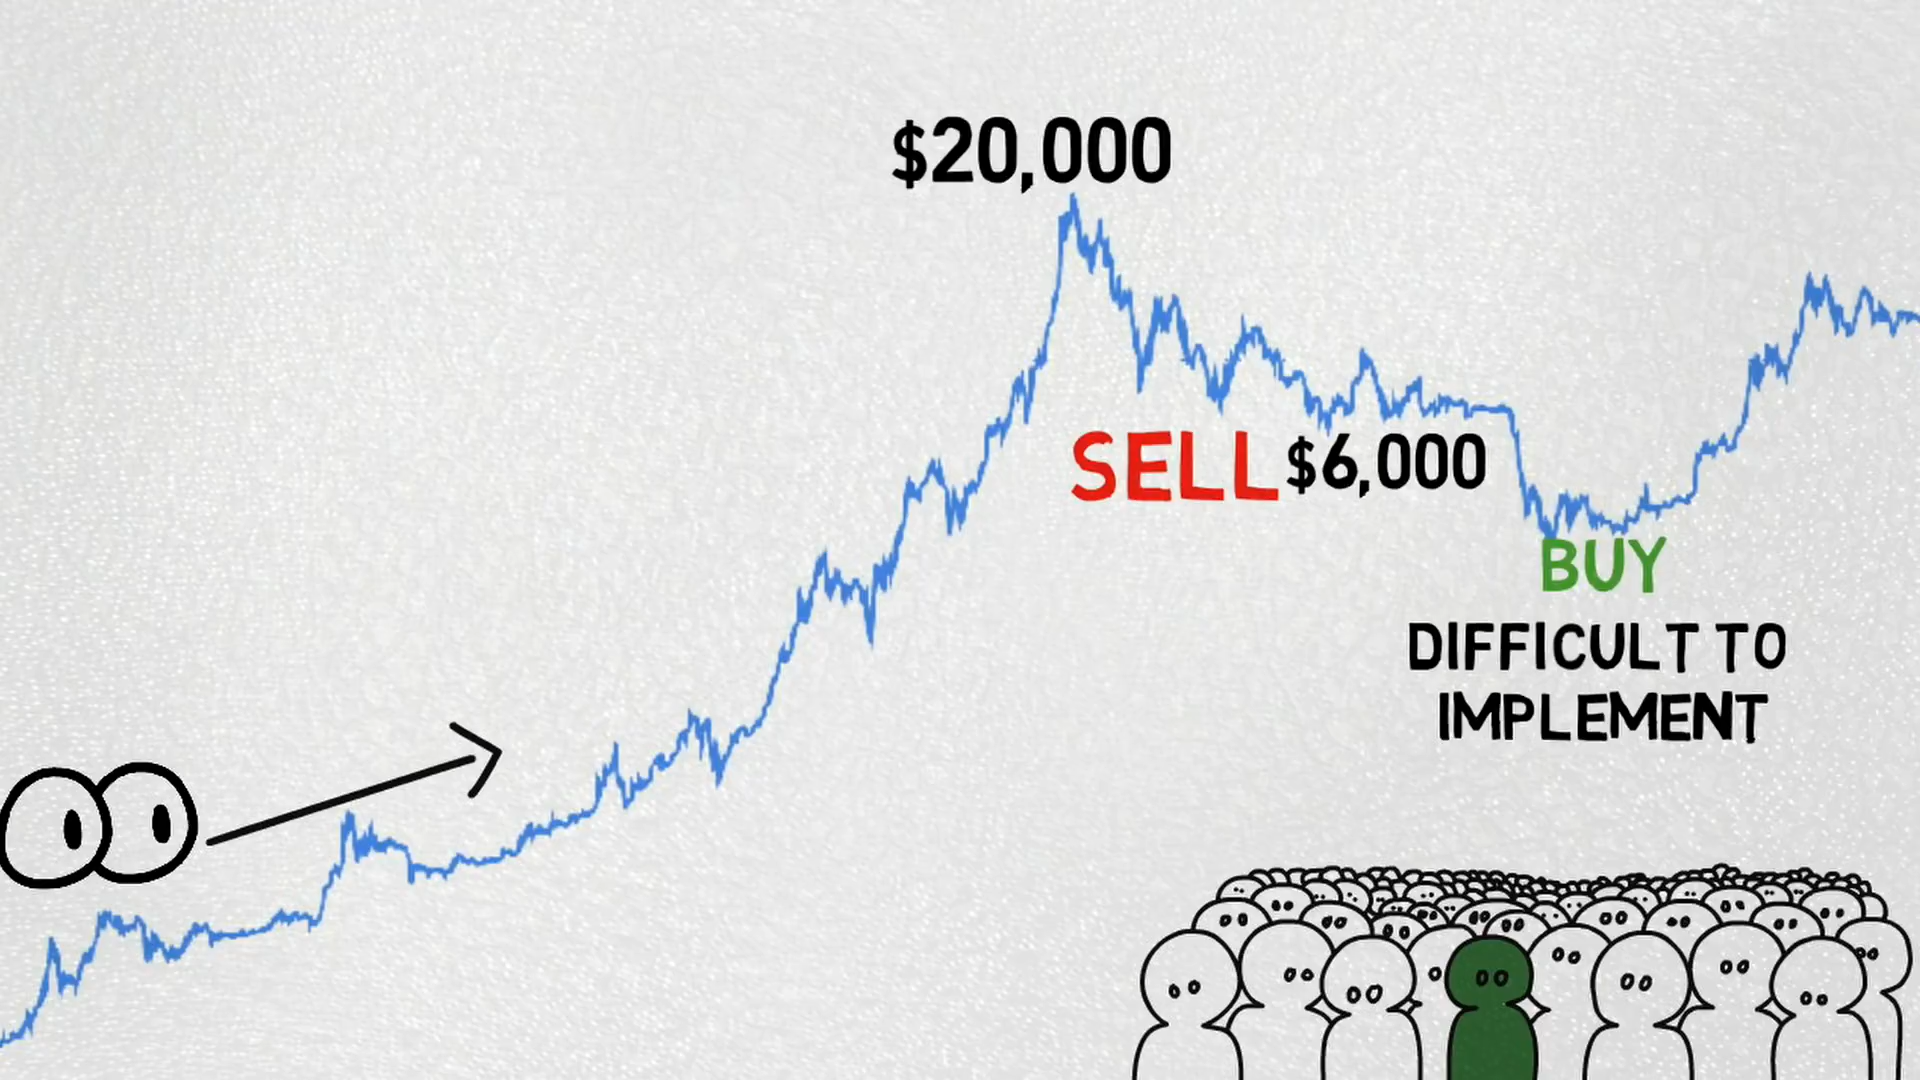 $20,000
SELL $6,000
BUY
DIFFICULT TO
IMPLEMENT